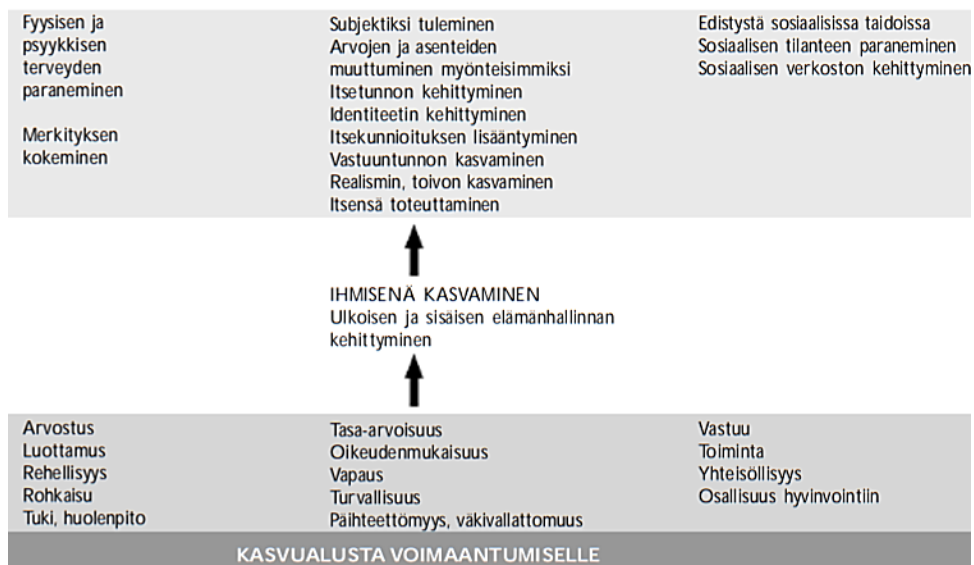 Fyysisen ja
psyykkisen
terveyden
paraneminen
Merkityksen
kokeminen
Subjektiksi tuleminen
Arvojen ja asenteiden
muuttuminen myönteisimmiksi
Itsetunnon kehittyminen
Identiteetin kehittyminen
Itsekunnioituksen lisääntyminen
Vastuuntunnon kasvaminen
Realismin, toivon kasvaminen
Itsensä toteuttaminen
Edistystä sosiaalisissa taidoissa
Sosiaalisen tilanteen paraneminen
Sosiaalisen verkoston kehittyminen
IHMISENÄ KASVAMINEN
Ulkoisen ja sisäisen elämänhallinnan
kehittyminen
Arvostus
Luottamus
Rehellisyys
Rohkaisu
Tuki, huolenpito
Tasa-arvoisuus
Oikeudenmukaisuus
Vapaus
Turvallisuus
Päihteettömyys, väkivallattomuus
Vastuu
Toiminta
Yhteisöllisyys
Osallisuus hyvinvointiin
KASVUALUSTA VOIMAANTUMISELLE